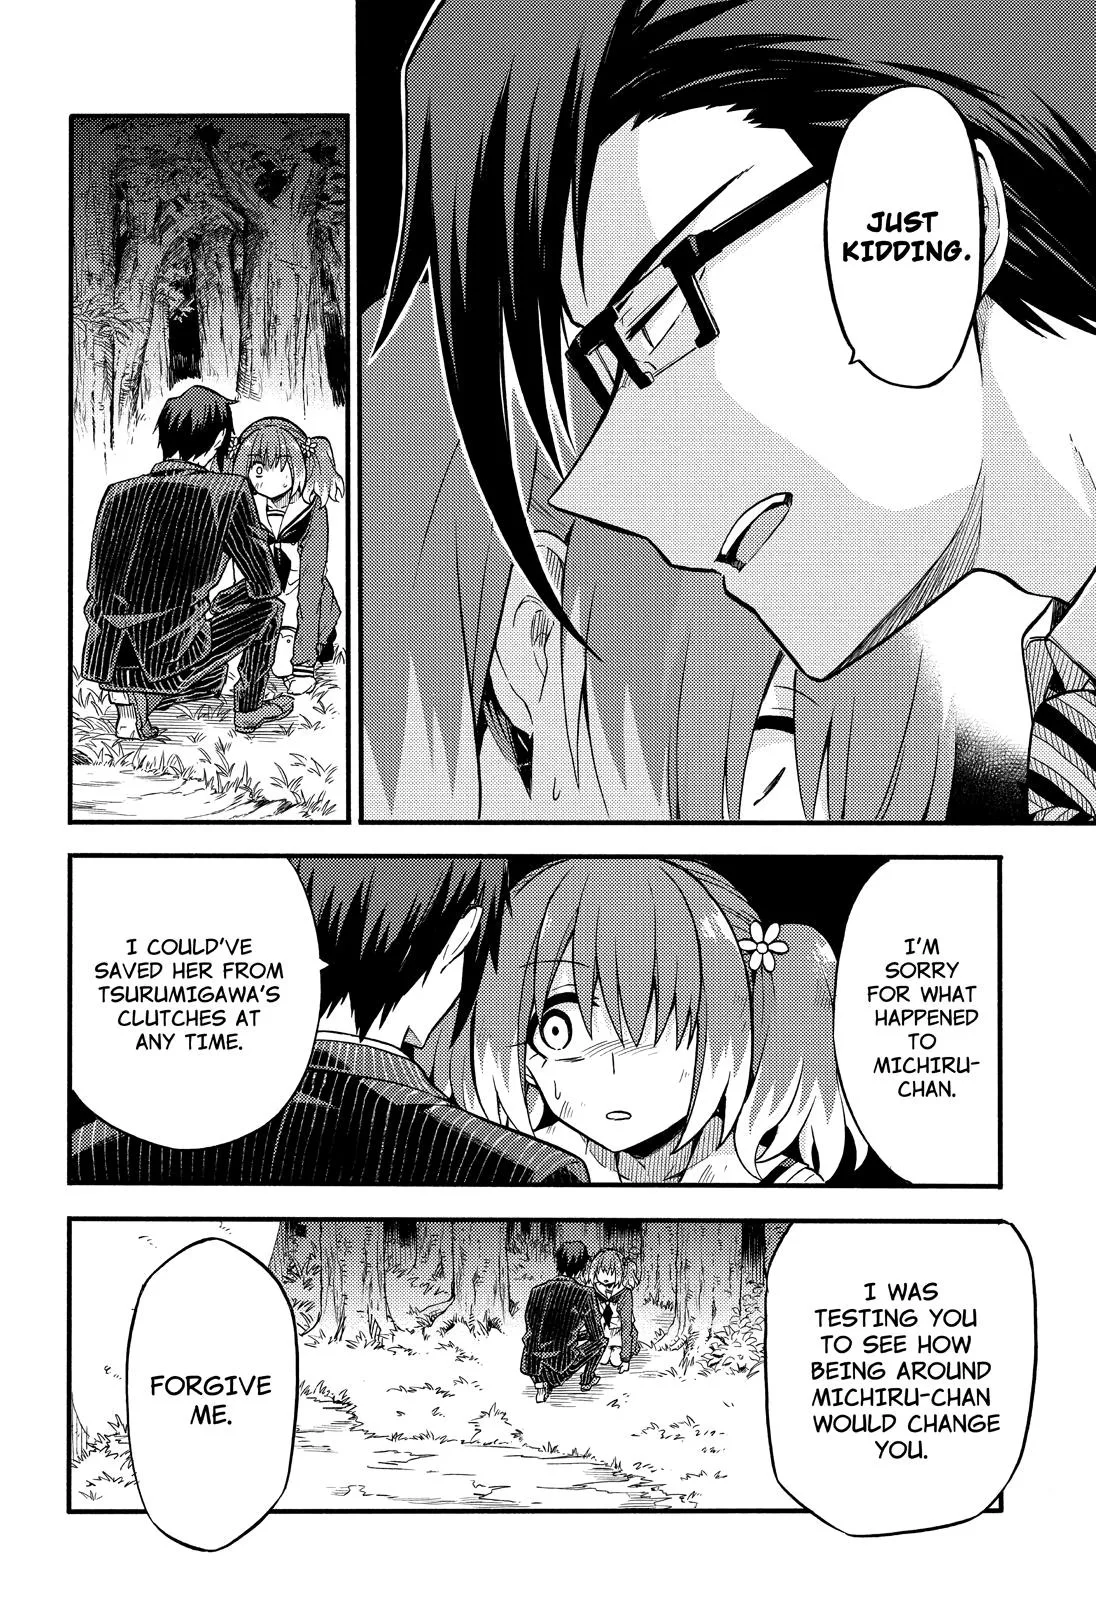 JUST
KIDDING.
I'M
SORRY
FOR WHAT
HAPPENED
TO
MICHIRU-
CHAN.
I COULD'VE
SAVED HER FROM
TSURUMIGAWA'S
CLUTCHES AT
ANY TIME.
I WAS
TESTING YOU
TO SEE HOW
BEING AROUND
MICHIRU-CHAN
WOULD CHANGE
YOU.
FORGIVE
ME.